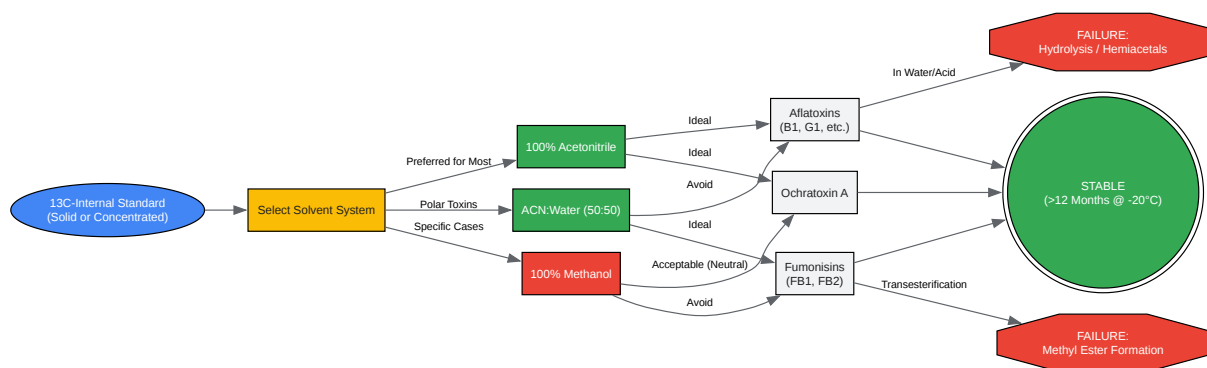 13C-Internal Standard
(Solid or Concentrated)
Select Solvent System
Preferred for Most
Polar Toxins
Specific Cases
100% Acetonitrile
ACN:Water (50:50)
100% Methanol
Ideal
Ideal
Avoid
Ideal
Acceptable (Neutral)
Avoid
Aflatoxins
(B1, G1, etc.)
Ochratoxin A
Fumonisins
(FB1, FB2)
In Water/Acid
Transesterification
FAILURE:
Hydrolysis / Hemiacetals
STABLE
(>12 Months @ -20°C)
FAILURE:
Methyl Ester Formation